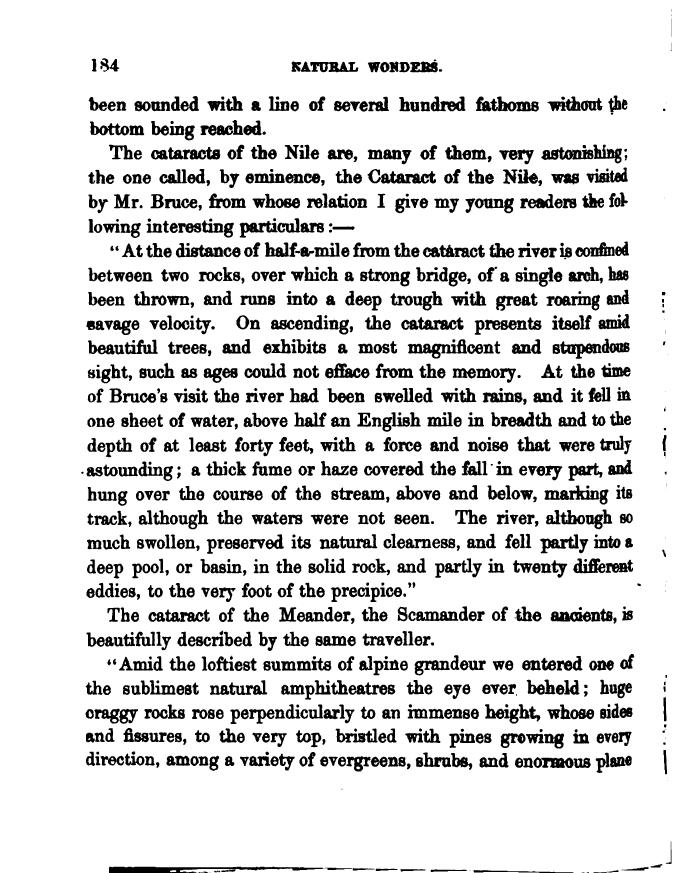 184 NATURAL WONDERS.
been sounded with a line of several hundred fathoms without the
bottom being reached.
The cataracts of the Nile are, many of them, very astonishing;
the one called, by eminence, the Cataract of the Nile, was visited
by Mr. Bruce, from whose relation I give my young readers the fol-
lowing interesting particulars :—
“At the distance of half-a-mile from the cataract the river is confined
between two rocks, over which a strong bridge, of a single arch, has
been thrown, and runs into a deep trough with great roaring and
savage velocity. On ascending, the cataract presents itself amid
beautiful trees, and exhibits a most magnificent and stupendous
sight, such as ages could not efface from the memory. At the time
of Bruce's visit the river had been swelled with rains, and it fell in
one sheet of water, above half an English mile in breadth and to the
depth of at least forty feet, with a force and noise that were truly
astounding; a thick fume or haze covered the fall in every part, and
hung over the course of the stream, above and below, marking its
track, although the waters were not seen. The river, although so
much swollen, preserved its natural clearness, and fell partly into a
deep pool, or basin, in the solid rock, and partly in twenty different
eddies, to the very foot of the precipice.”
The cataract of the Meander, the Scamander of the ancients, is
beautifully described by the same traveller.
“Amid the loftiest summits of alpine grandeur we entered one of
the sublimest natural amphitheatres the eye ever beheld; huge
craggy rocks rose perpendicularly to an immense height, whose sides
and fissures, to the very top, bristled with pines growing in every
direction, among a variety of evergreens, shrubs, and enormous plane